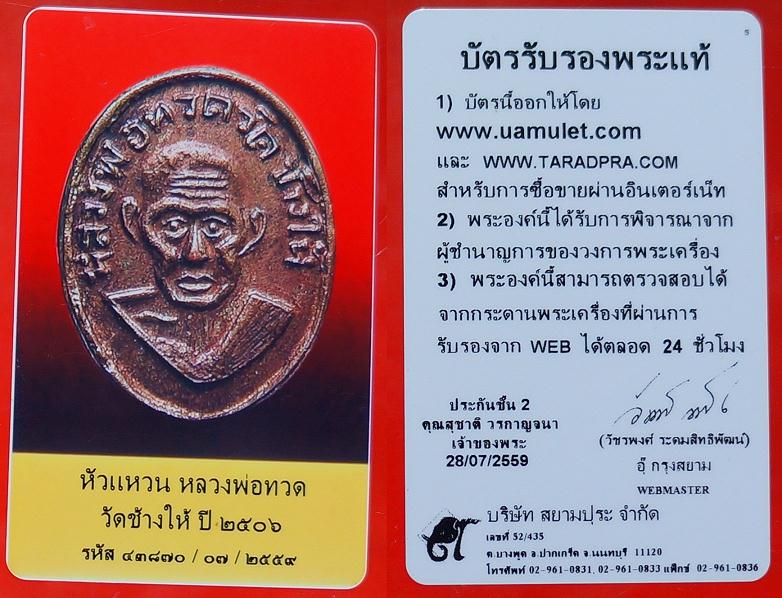 หลวงพ่อทวดวัดช้างให้
หัวแหวน หลวงพ่อทวด
วัดช้างให้ ปี ๒๕๐๖
รหัส ๔๓๘๗๐ / ๐๗ / ๒๕๕๙
บัตรรับรองพระแท้
1) บัตรนี้ออกให้โดย
www.uamulet.com
และ WWW.TARADPRA.COM
สำหรับการซื้อขายผ่านอินเตอร์เน็ท
2) พระองค์นี้ได้รับการพิจารณาจาก
ผู้ชำนาญการของวงการพระเครื่อง
3) พระองค์นี้สามารถตรวจสอบได้
จากกระดานพระเครื่องที่ผ่านการ
รับรองจาก WEB ได้ตลอด 24 ชั่วโมง
ประกันชั้น 2
คุณสุชาติ วรกาญจนา
เจ้าของพระ
28/07/2559
(วัชรพงศ์ ระดมสิทธิพัฒน์)
อุ๊ กรุงสยาม
WEBMASTER
บริษัท สยามปุระ จำกัด
เลขที่ 52/435
ต.บางพูด อ.ปากเกร็ด จ.นนทบุรี 11120
โทรศัพท์ 02-961-0831, 02-961-0833 แฟ็กซ์ 02-961-0836